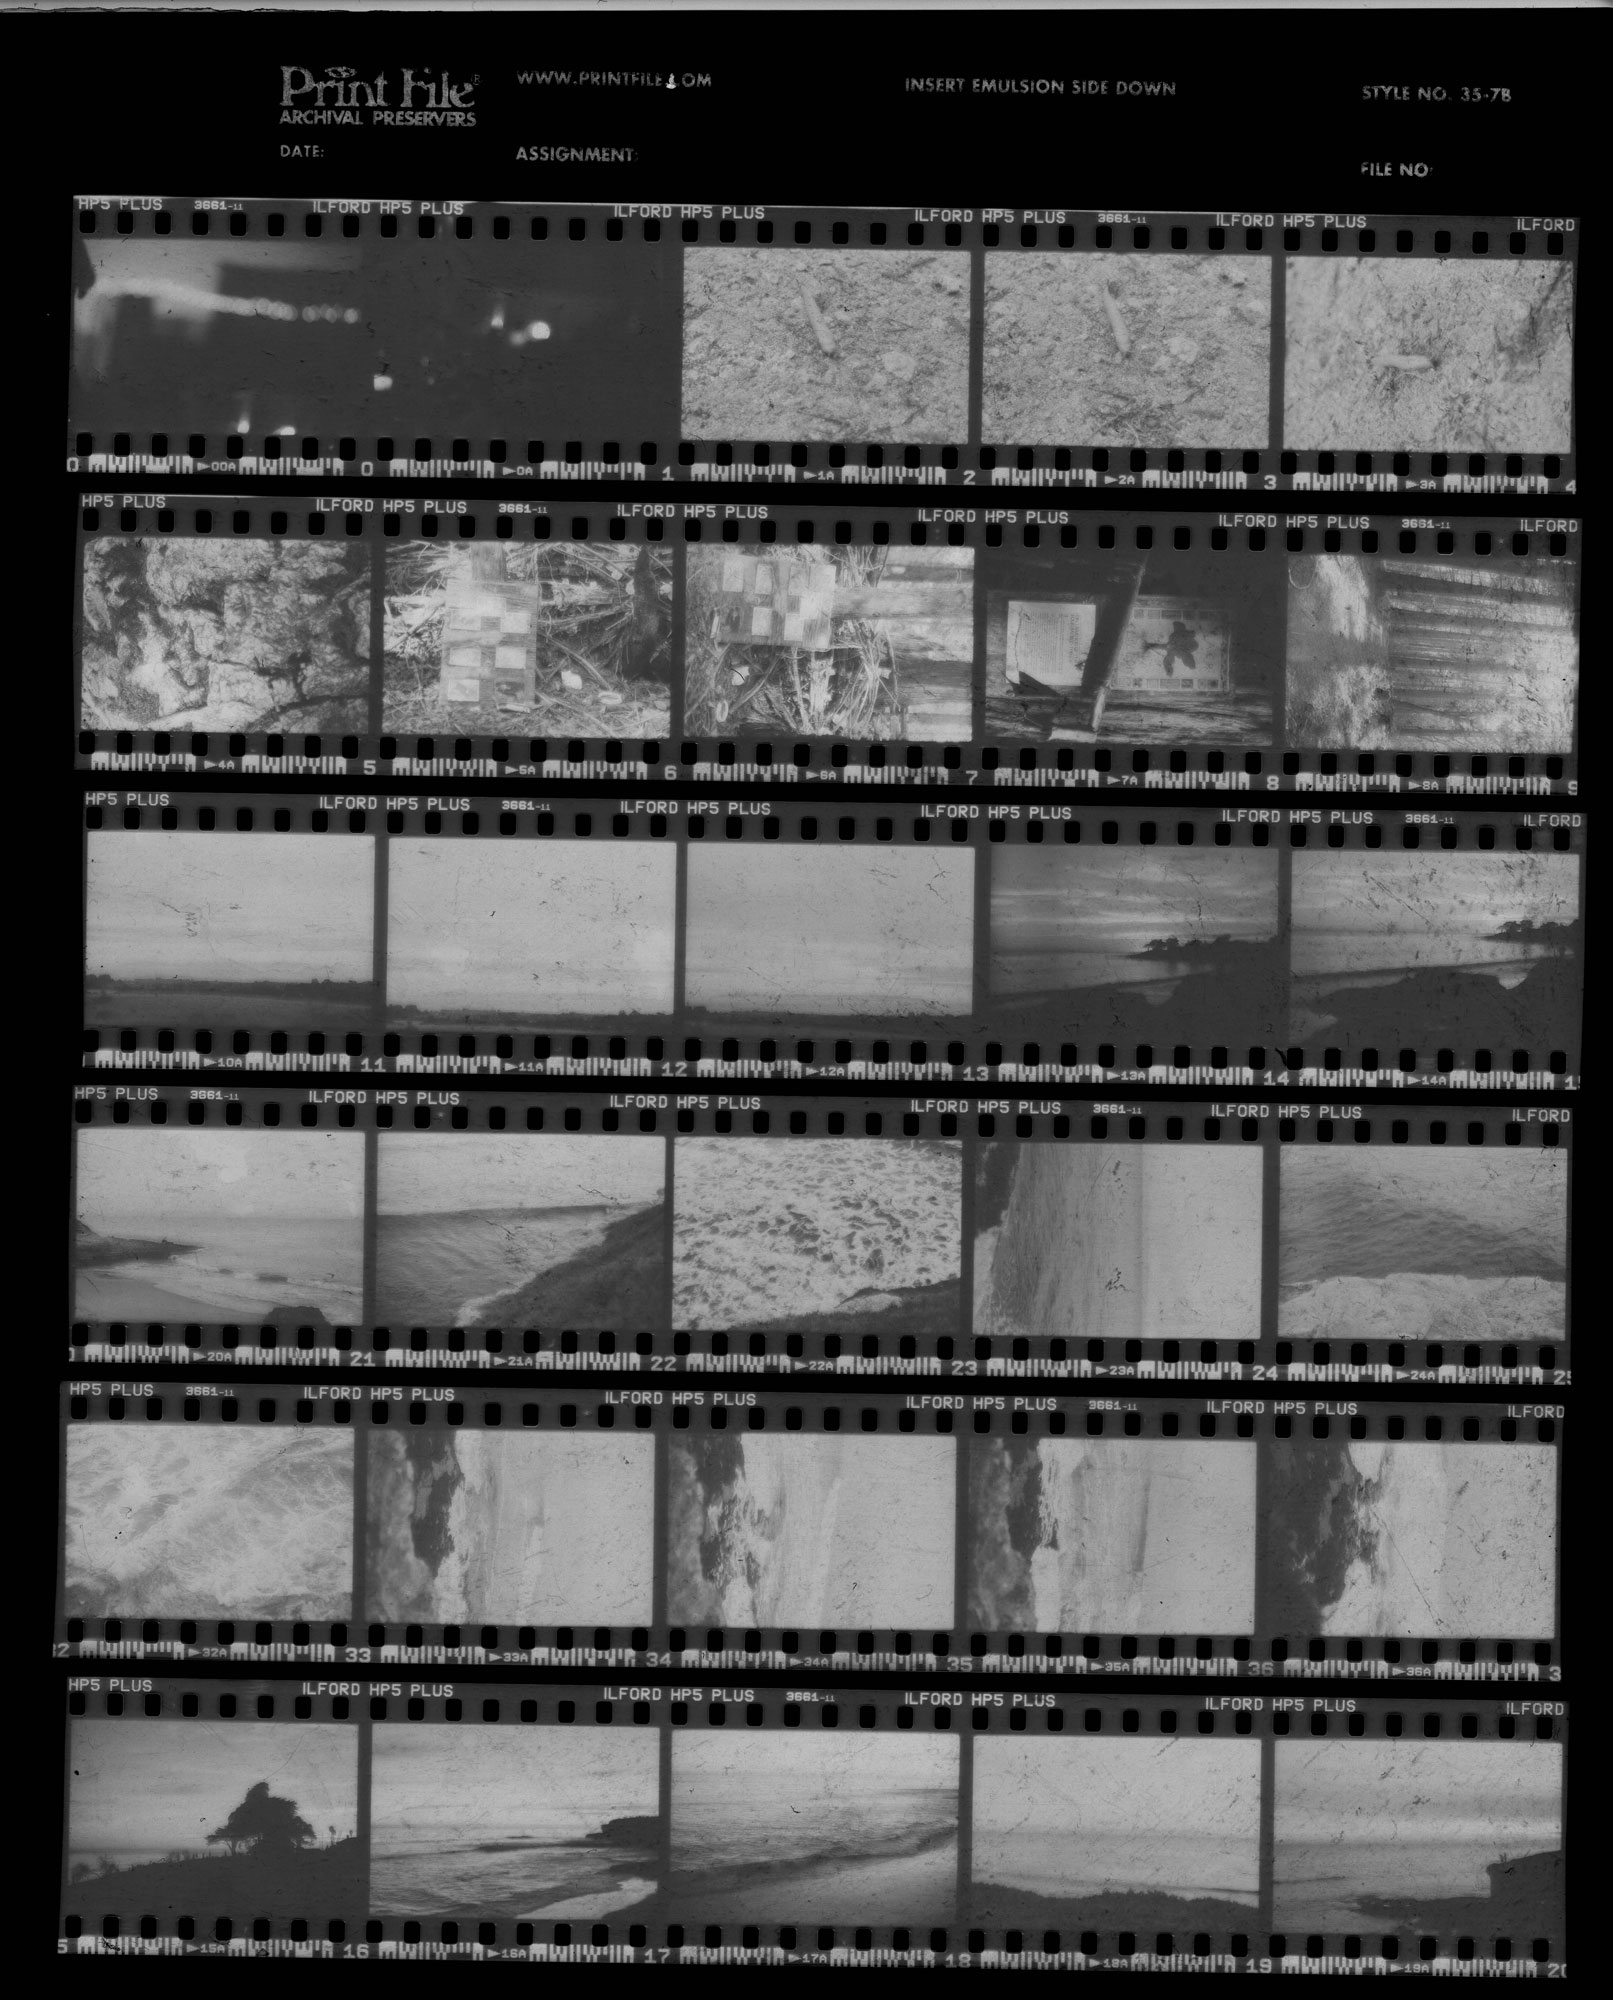 Print File®
ARCHIVAL PRESERVERS
WWW.PRINTFILE.COM
INSERT EMULSION SIDE DOWN
STYLE NO. 35-7B
DATE:
ASSIGNMENT:
FILE NO:
HP5 PLUS 3661-11 ILFORD HP5 PLUS ILFORD HP5 PLUS ILFORD HP5 PLUS 3661-11 ILFORD HP5 PLUS ILFORD
0 ►00A 0 ►0A 1 ►1A 2 ►2A 3 ►3A 4
HP5 PLUS ILFORD HP5 PLUS 3661-11 ILFORD HP5 PLUS ILFORD HP5 PLUS ILFORD HP5 PLUS 3661-11 ILFORD
►4A 5 ►5A 6 ►6A 7 ►7A 8 ►8A 9
HP5 PLUS ILFORD HP5 PLUS 3661-11 ILFORD HP5 PLUS ILFORD HP5 PLUS ILFORD HP5 PLUS 3661-11 ILFORD
►10A 11 ►11A 12 ►12A 13 ►13A 14 ►14A 1
HP5 PLUS 3661-11 ILFORD HP5 PLUS ILFORD HP5 PLUS ILFORD HP5 PLUS 3661-11 ILFORD HP5 PLUS ILFORD
►20A 21 ►21A 22 ►22A 23 ►23A 24 ►24A 25
HP5 PLUS 3661-11 ILFORD HP5 PLUS ILFORD HP5 PLUS ILFORD HP5 PLUS 3661-11 ILFORD HP5 PLUS ILFORD
32 ►32A 33 ►33A 34 ►34A 35 ►35A 36 ►36A 3
HP5 PLUS ILFORD HP5 PLUS ILFORD HP5 PLUS 3661-11 ILFORD HP5 PLUS ILFORD HP5 PLUS ILFORD
5 ►15A 16 ►16A 17 ►17A 18 ►18A 19 ►19A 20